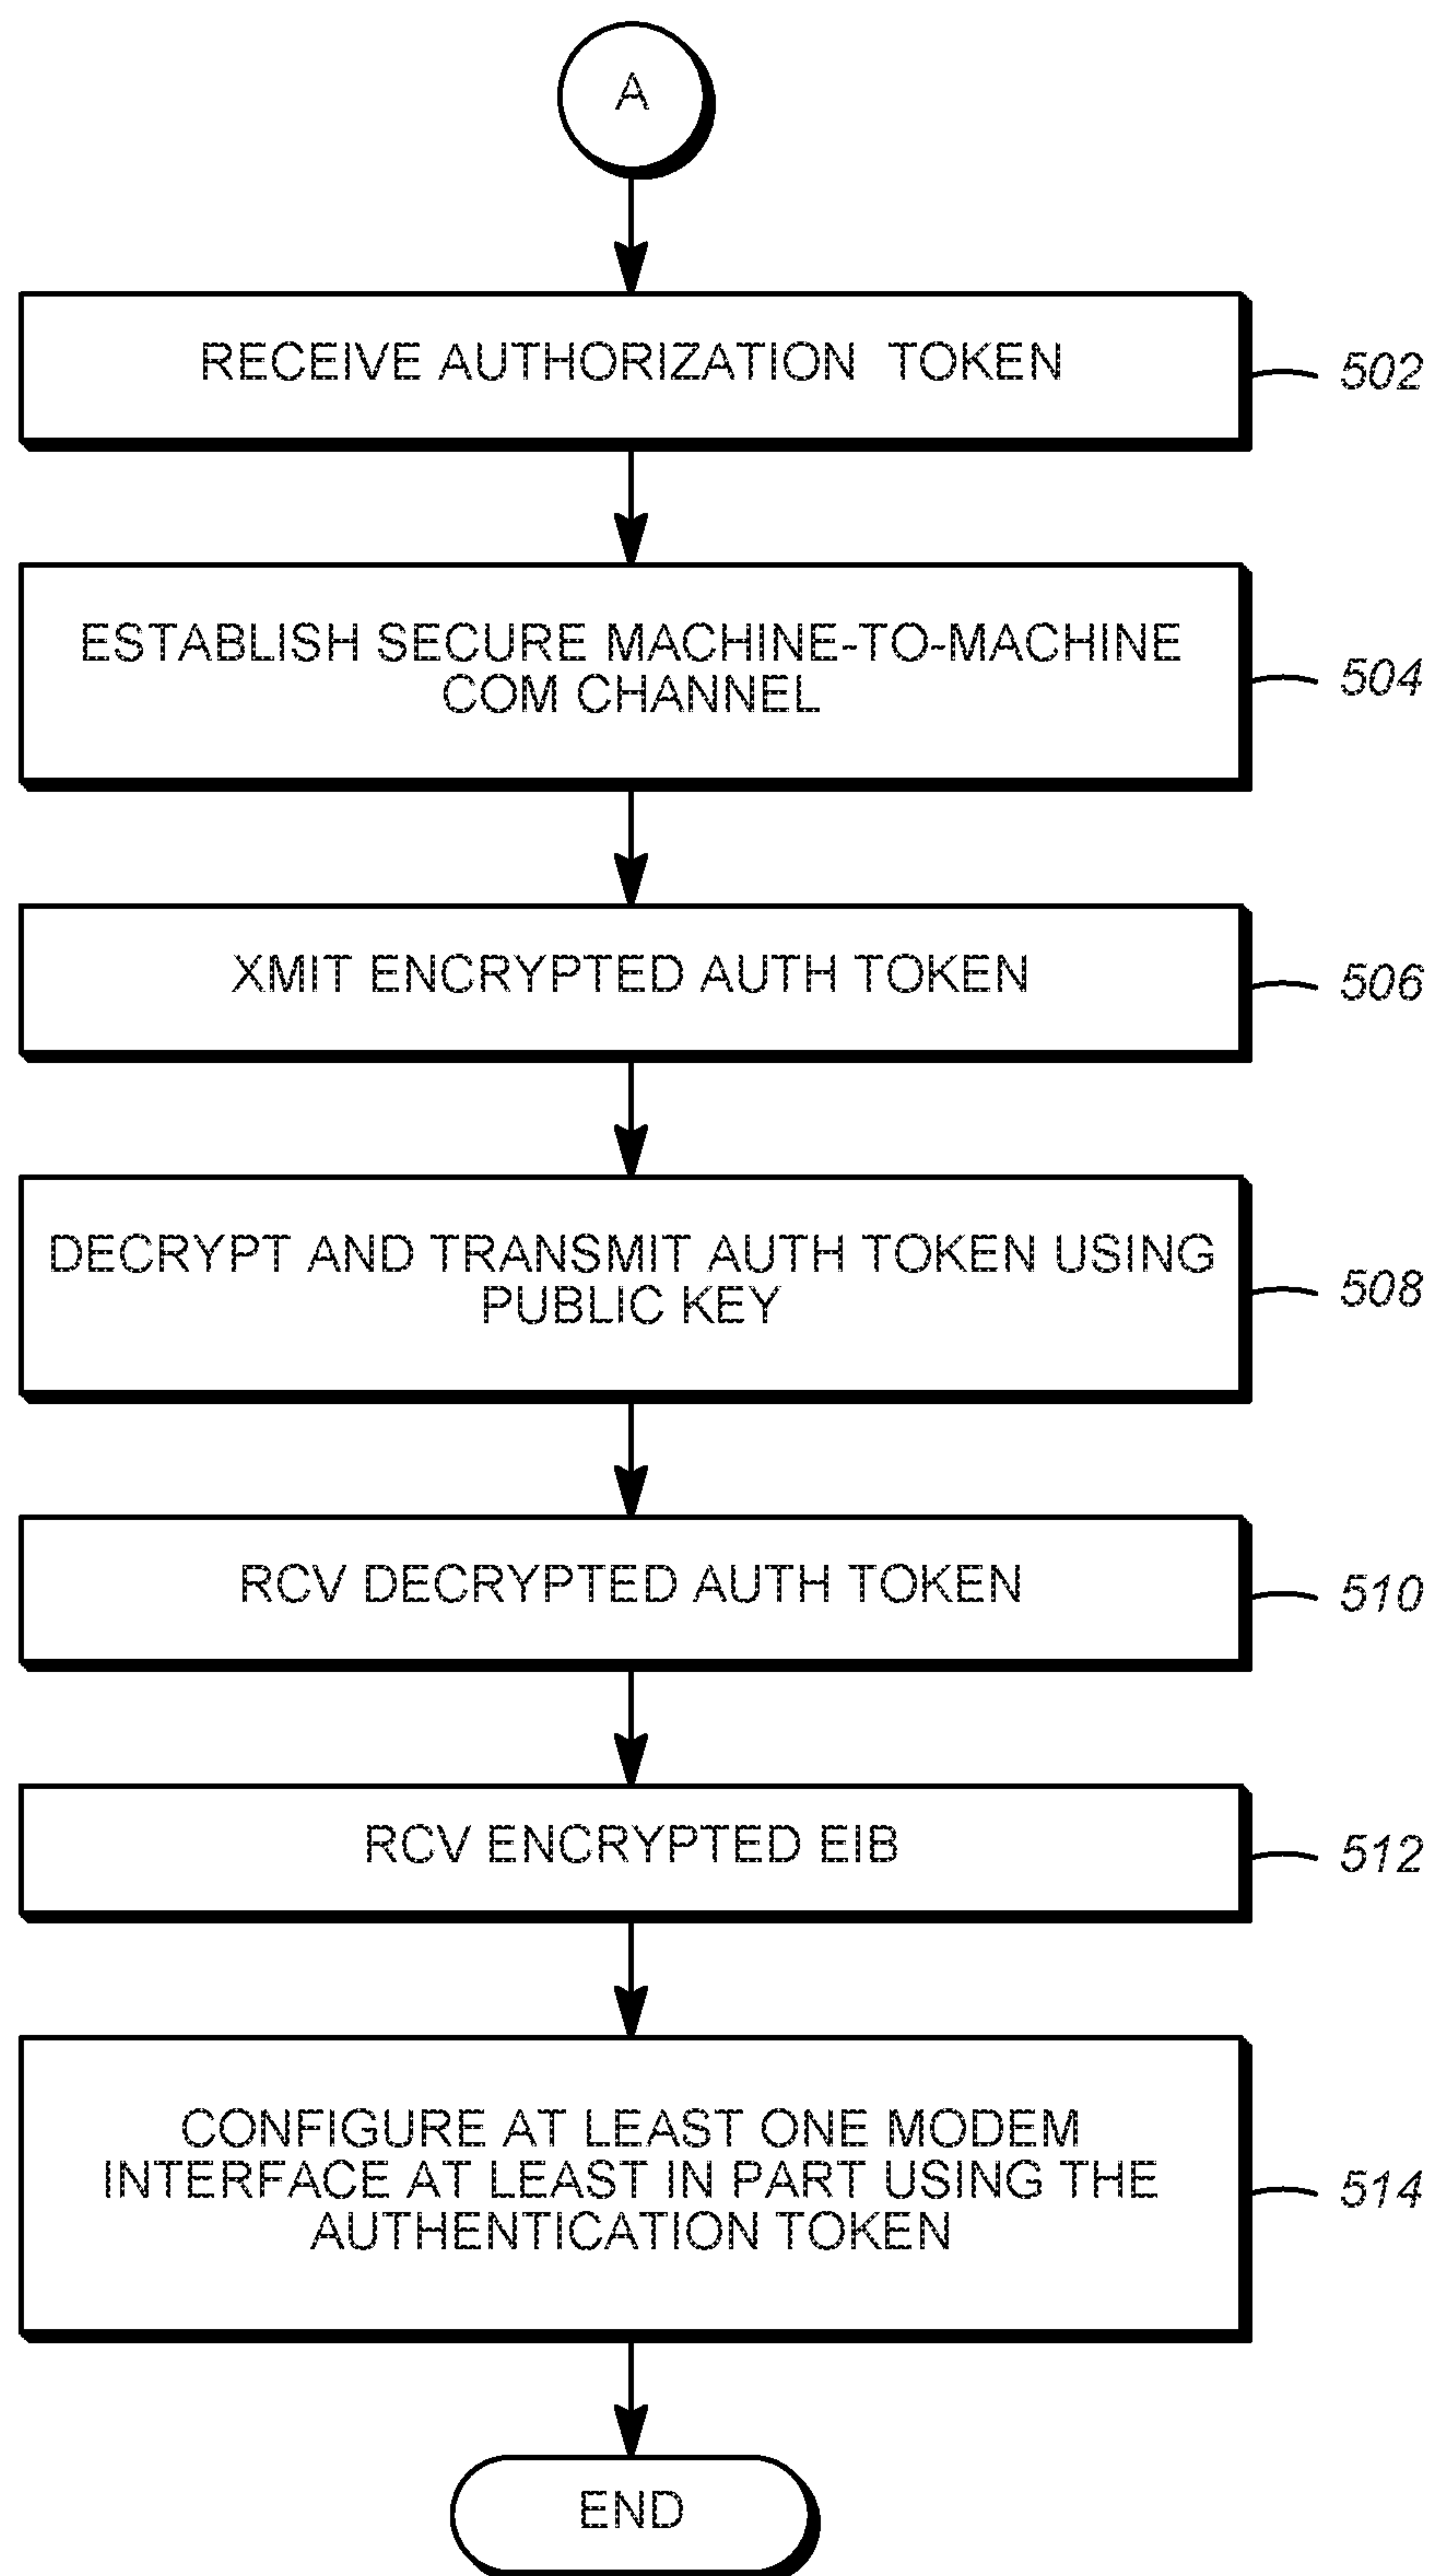 A
RECEIVE AUTHORIZATION TOKEN
502
ESTABLISH SECURE MACHINE-TO-MACHINE
COM CHANNEL
504
XMIT ENCRYPTED AUTH TOKEN
506
DECRYPT AND TRANSMIT AUTH TOKEN USING
PUBLIC KEY
508
RCV DECRYPTED AUTH TOKEN
510
RCV ENCRYPTED EIB
512
CONFIGURE AT LEAST ONE MODEM
INTERFACE AT LEAST IN PART USING THE
AUTHENTICATION TOKEN
514
END